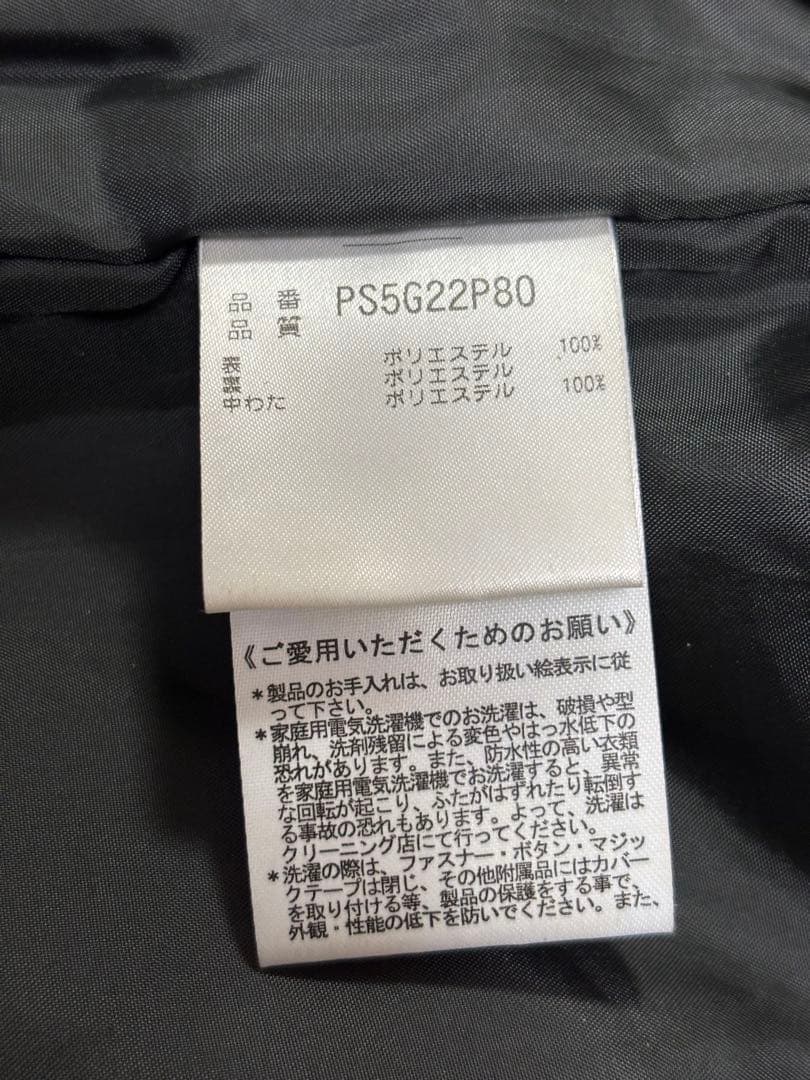 品番 PS5G22P80
品質
表 ポリエステル 100%
ポリエステル
中わた ポリエステル 100%
《ご愛用いただくためのお願い》
*製品のお手入れは、お取り扱い絵表示に従
って下さい。
*家庭用電気洗濯機でのお洗濯は、破損や型
崩れ、洗剤残留による変色やはっ水低下の
恐れがあります。また、防水性の高い衣類
を家庭用電気洗濯機でお洗濯すると、異常
な回転が起こり、ふたがはずれたり転倒す
る事故の恐れもあります。よって、洗濯は
クリーニング店にて行ってください。
*洗濯の際は、ファスナー・ボタン・マジッ
クテープは閉じ、その他附属品にはカバー
を取り付ける等、製品の保護をする事で、
外観・性能の低下を防いでください。また、